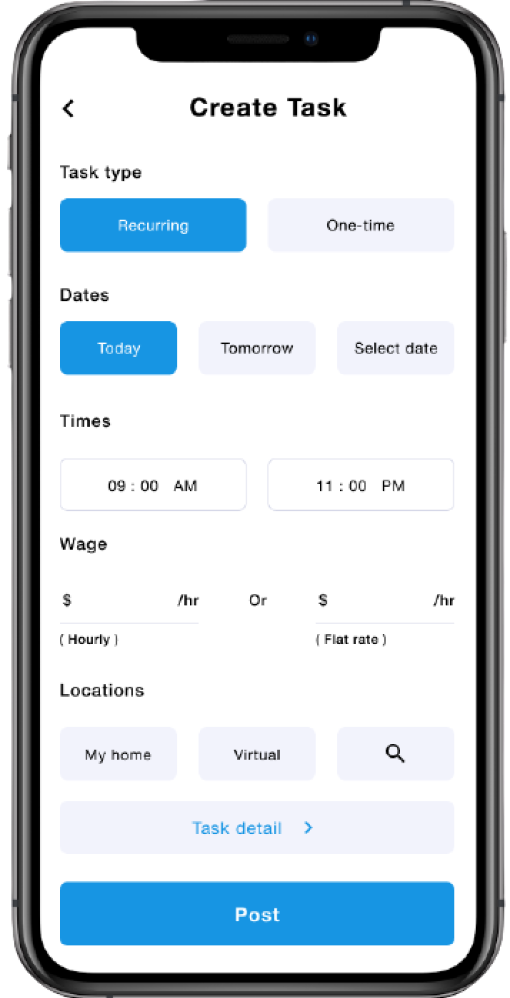 Create Task
Task type
Recurring One-time
Dates
Today Tomorrow Select date
Times
09 : 00 AM 11 : 00 PM
Wage
$ /hr Or $ /hr
( Hourly ) ( Flat rate )
Locations
My home Virtual
Task detail
Post